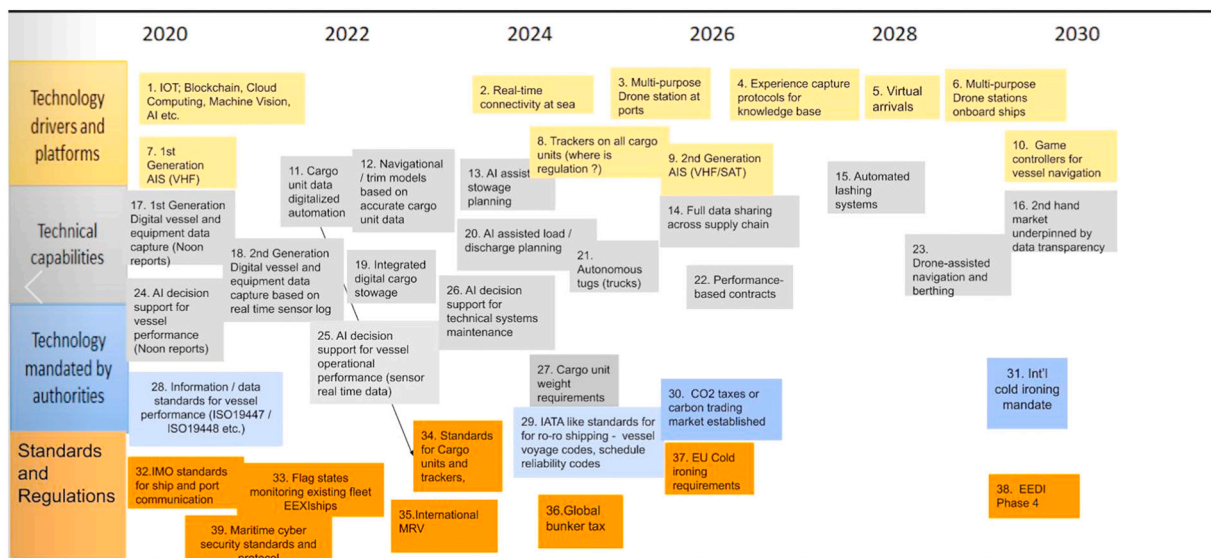 2020
2022
2024
2026
2028
2030
Technology
drivers and
platforms
1. IOT; Blockchain, Cloud
Computing, Machine Vision,
AI etc.
2. Real-time
connectivity at sea
3. Multi-purpose
Drone station at
ports
4. Experience capture
protocols for
knowledge base
5. Virtual
arrivals
6. Multi-purpose
Drone stations
onboard ships
7. 1st
Generation
AIS (VHF)
8. Trackers on all cargo
units (where is
regulation ?)
9. 2nd Generation
AIS (VHF/SAT)
10. Game
controllers for
vessel navigation
Technical
capabilities
11. Cargo
unit data
digitalized
automation
12. Navigational
/ trim models
based on
accurate cargo
unit data
13. AI assist
stowage
planning
14. Full data sharing
across supply chain
15. Automated
lashing
systems
16. 2nd hand
market
underpinned by
data transparency
17. 1st Generation
Digital vessel and
equipment data
capture (Noon
reports)
18. 2nd Generation
Digital vessel and
equipment data
capture based on
real time sensor log
19. Integrated
digital cargo
stowage
20. AI assisted load /
discharge planning
21.
Autonomous
tugs (trucks)
22. Performance-
based contracts
23.
Drone-assisted
navigation and
berthing
24. AI decision
support for
vessel
performance
(Noon reports)
25. AI decision
support for vessel
operational
performance (sensor
real time data)
26. AI decision
support for
technical systems
maintenance
Technology
mandated by
authorities
27. Cargo unit
weight
requirements
28. Information / data
standards for vessel
performance (ISO19447 /
ISO19448 etc.)
29. IATA like standards for
for ro-ro shipping - vessel
voyage codes, schedule
reliability codes
30. CO2 taxes or
carbon trading
market established
31. Int'l
cold ironing
mandate
Standards
and
Regulations
32.IMO standards
for ship and port
communication
33. Flag states
monitoring existing fleet
EEXIships
34. Standards
for Cargo
units and
trackers,
35.International
MRV
36.Global
bunker tax
37. EU Cold
ironing
requirements
38. EEDI
Phase 4
39. Maritime cyber
security standards and
protocol